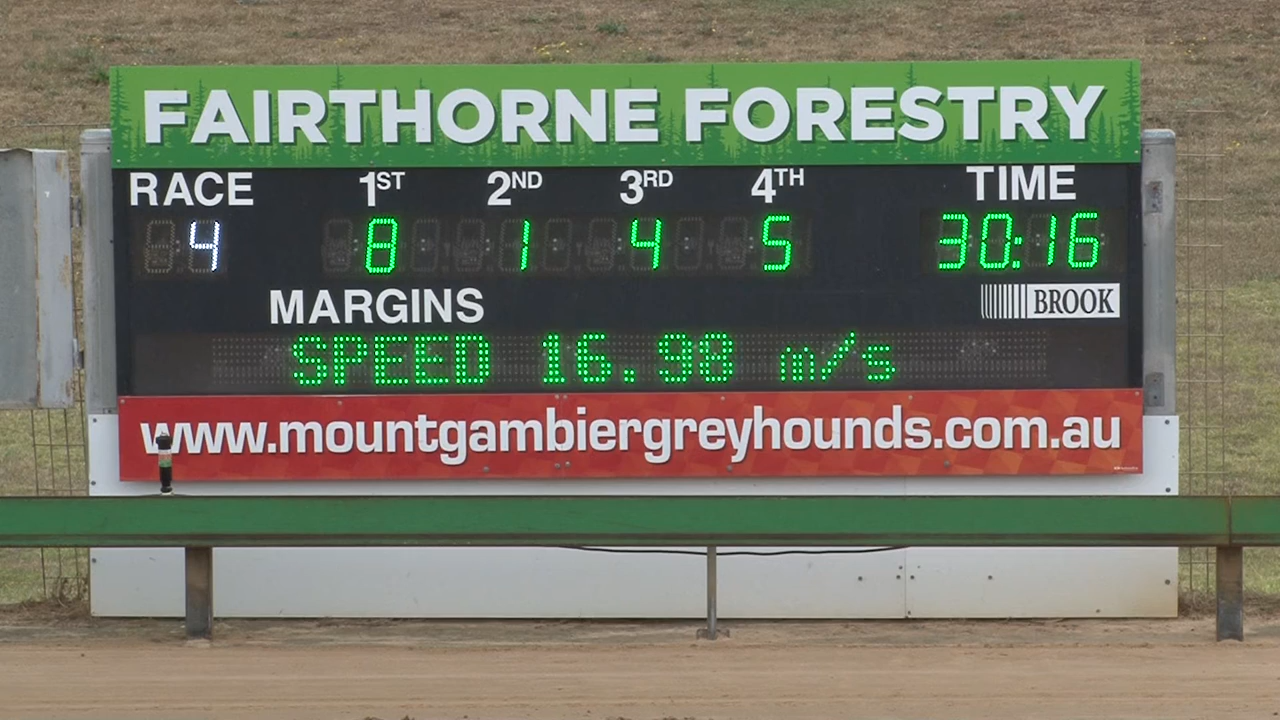 FAIRTHORNE FORESTRY
RACE 1ST 2ND 3RD 4TH TIME
4 8 1 4 5 30:16
MARGINS BROOK
SPEED 16.98 m/s
www.mountgambiergreyhounds.com.au